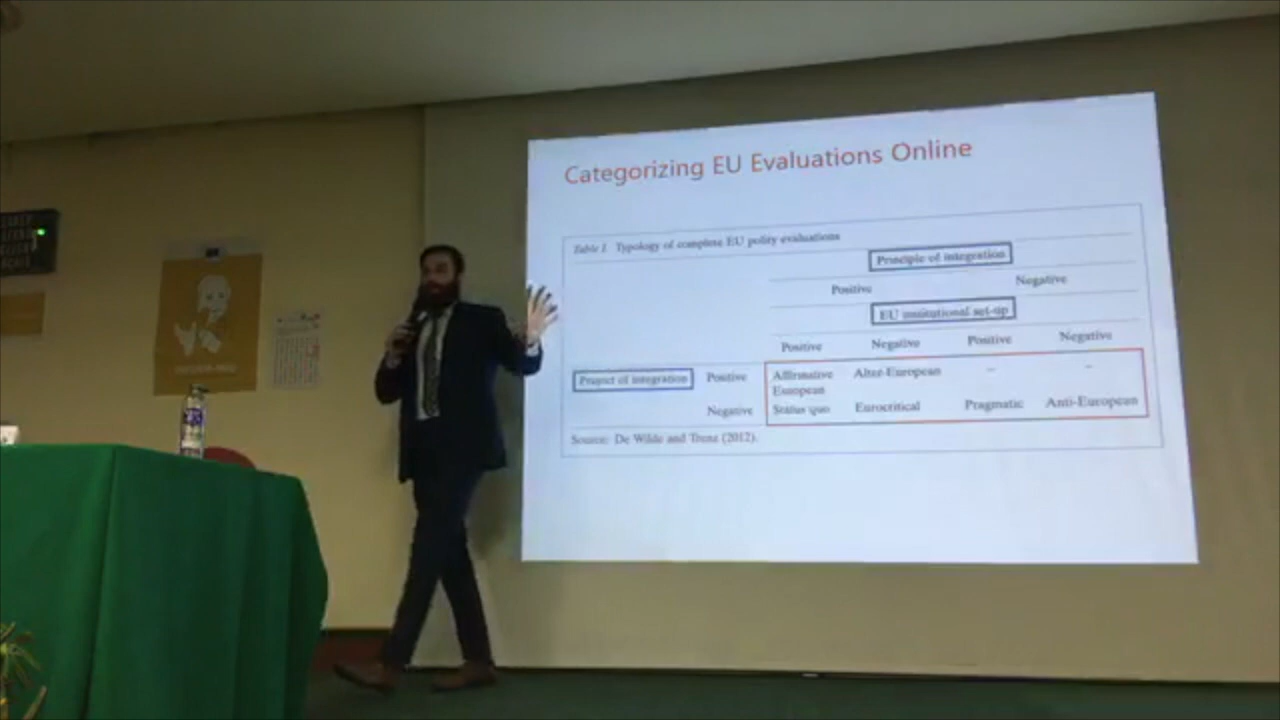 Categorizing EU Evaluations Online
Table I. Typology of complete EU polity evaluations
Principle of integration
Positive Negative
EU institutional set-up
Positive Negative Positive Negative
Project of integration Positive Affirmative European Alter-European – –
Negative Status quo Eurocritical Pragmatic Anti-European
Source: De Wilde and Trenz (2012).